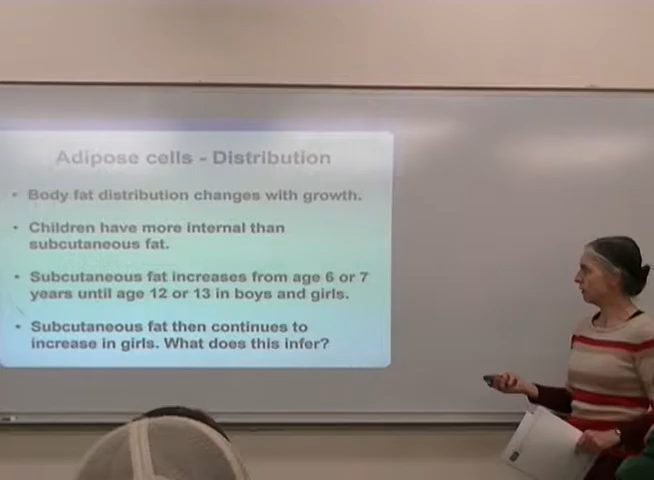 Adipose cells - Distribution
• Body fat distribution changes with growth.
• Children have more internal than
subcutaneous fat.
• Subcutaneous fat increases from age 6 or 7
years until age 12 or 13 in boys and girls.
• Subcutaneous fat then continues to
increase in girls. What does this infer?